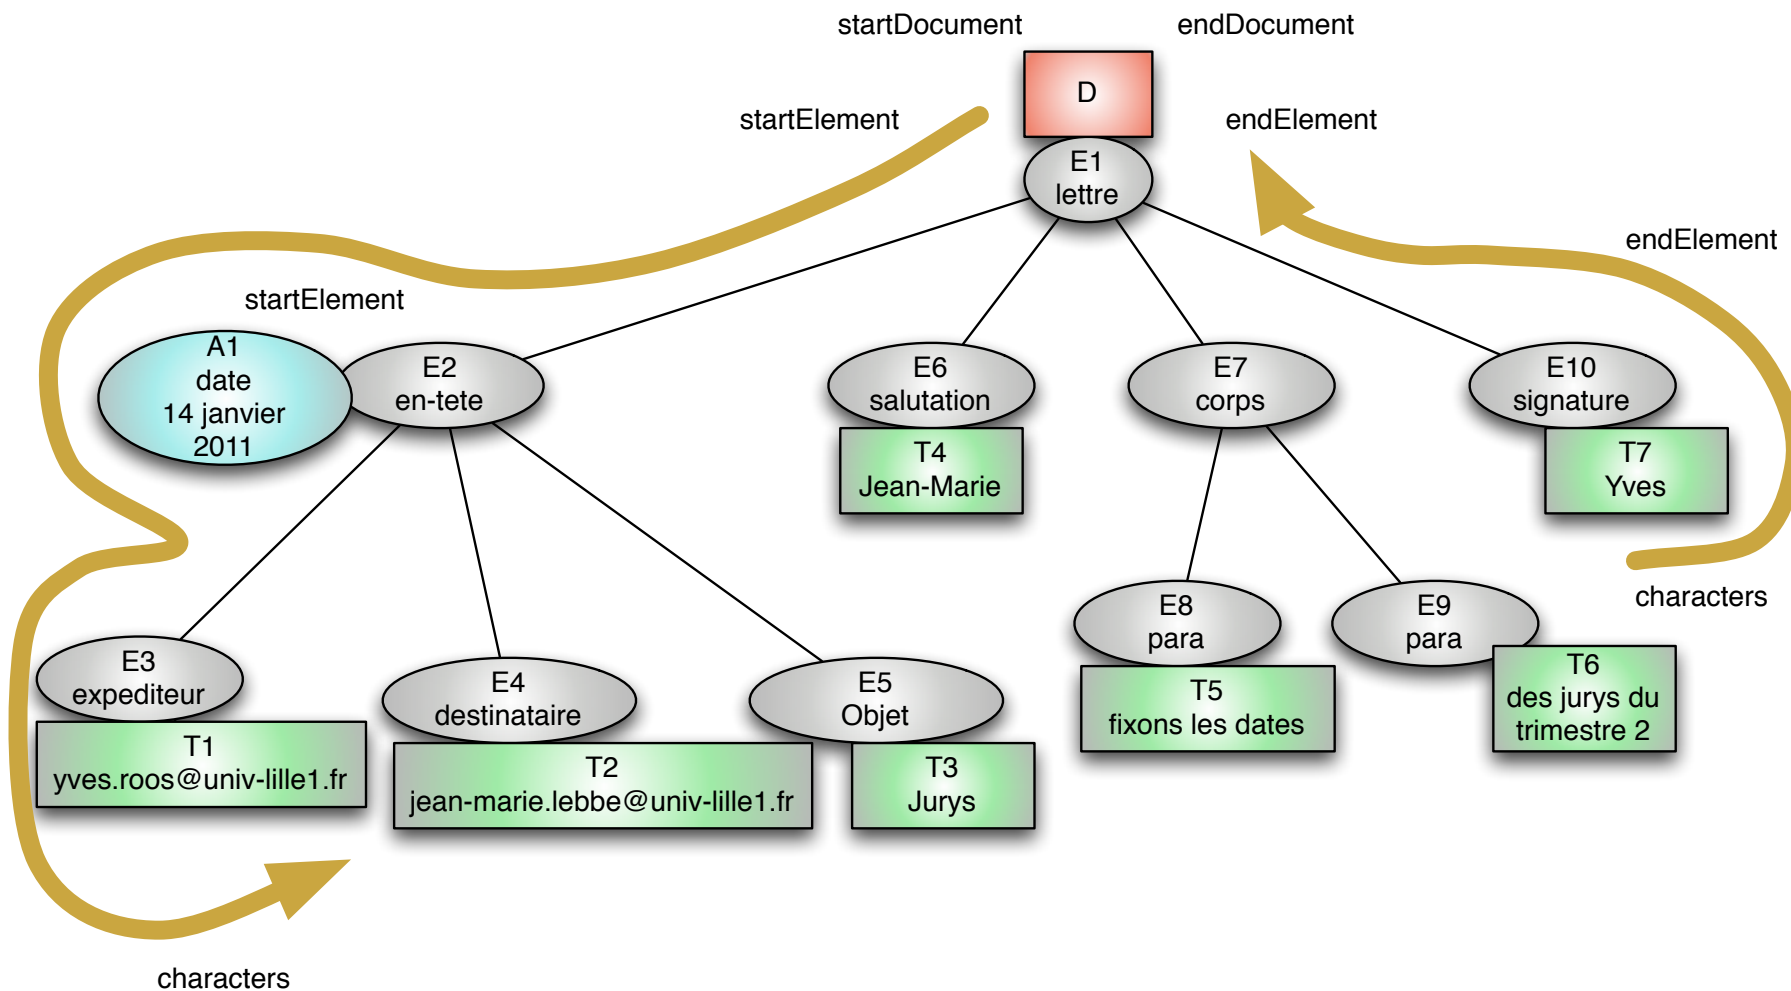 startDocument
endDocument
D
startElement
endElement
E1
lettre
endElement
startElement
A1
date
14 janvier
2011
E2
en-tete
E6
salutation
T4
Jean-Marie
E7
corps
E10
signature
T7
Yves
characters
E8
para
T5
fixons les dates
E9
para
T6
des jurys du
trimestre 2
E3
expediteur
T1
yves.roos@univ-lille1.fr
E4
destinataire
T2
jean-marie.lebbe@univ-lille1.fr
E5
Objet
T3
Jurys
characters